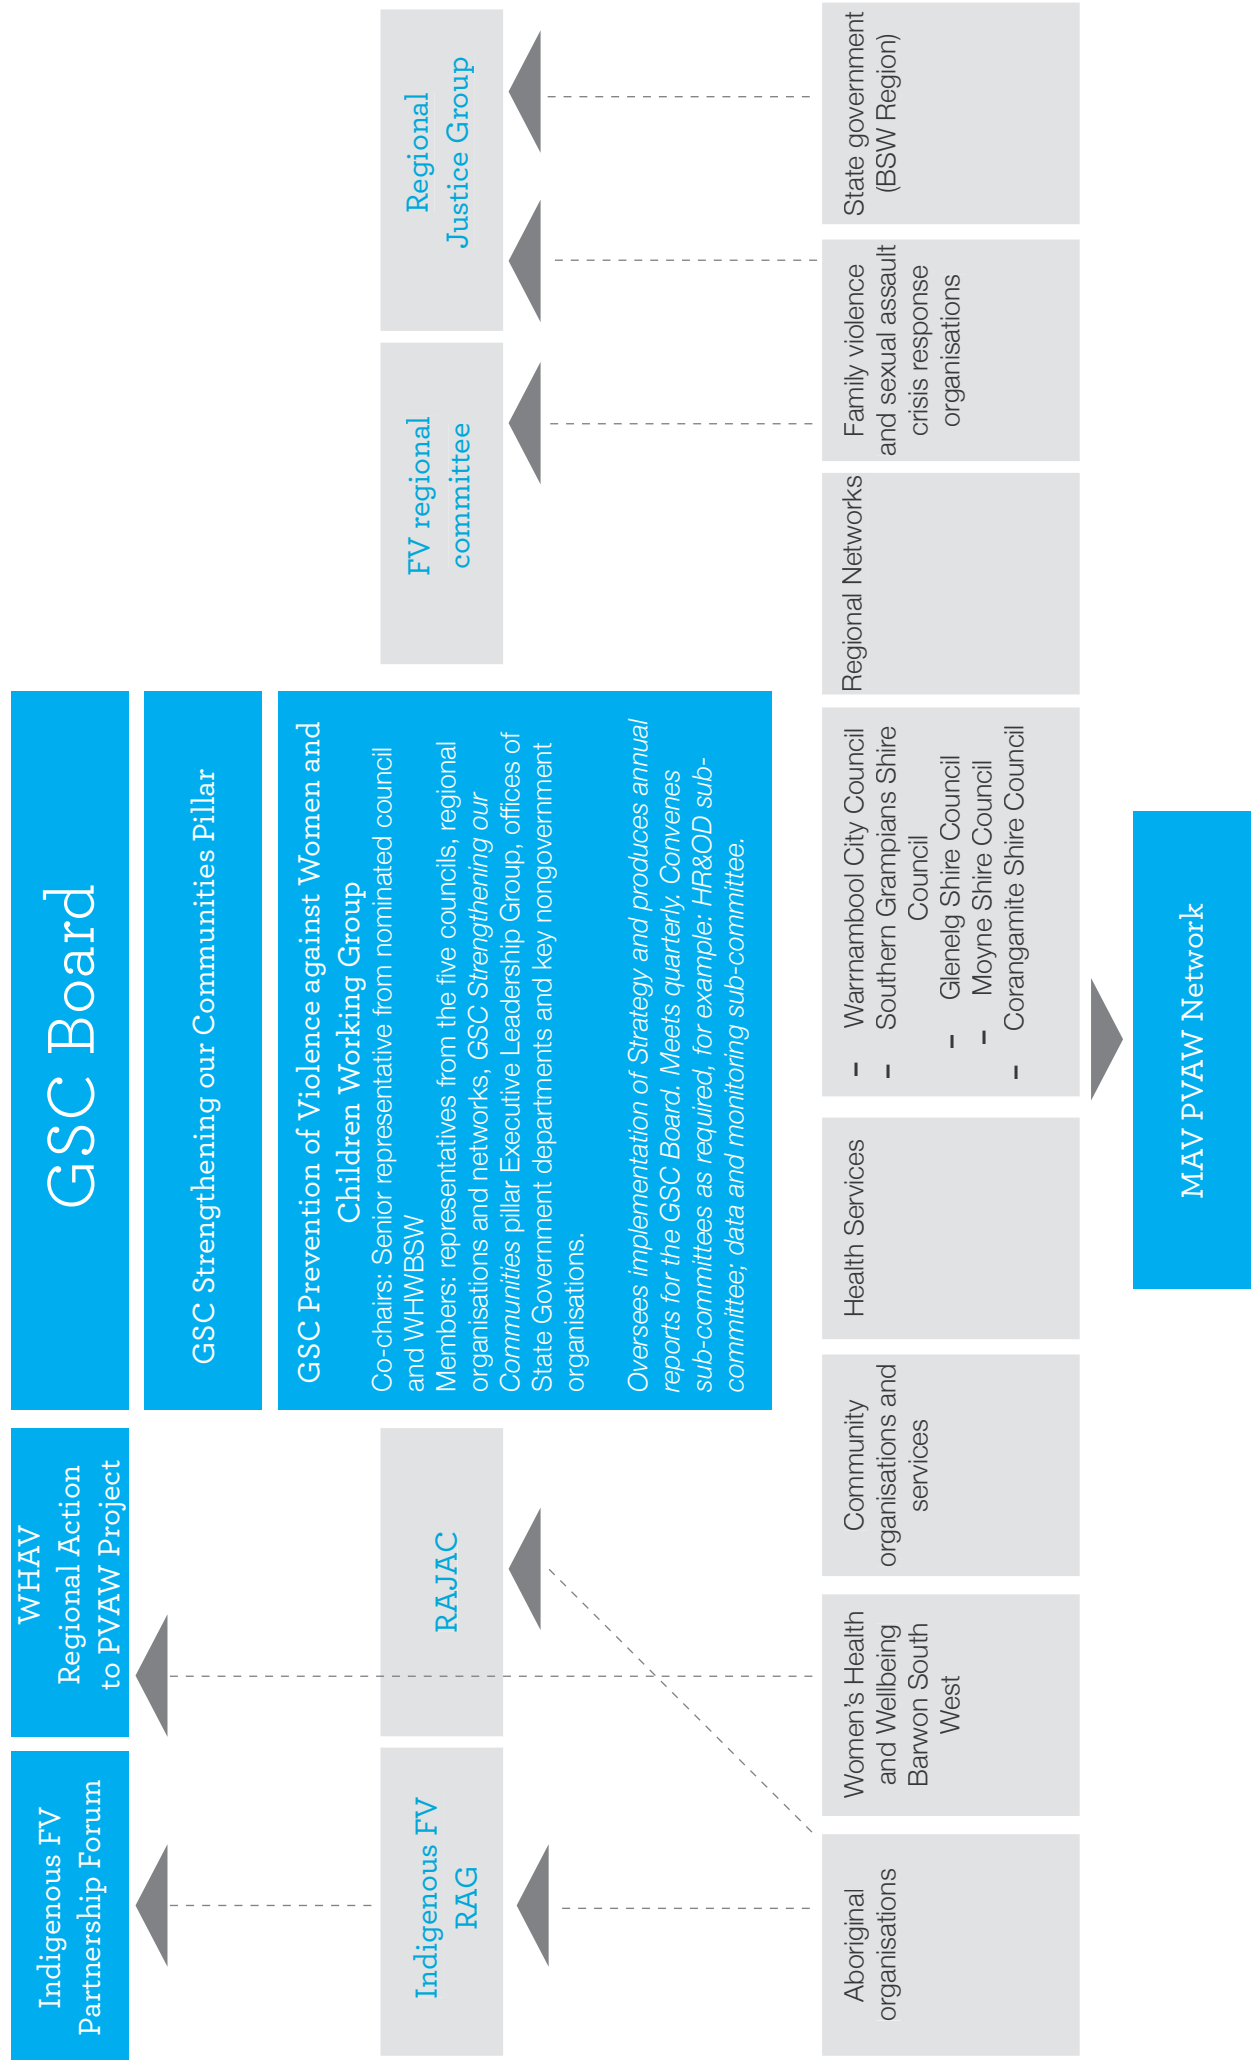 Indigenous FV
Partnership Forum
WHAV
Regional Action
to PVAW Project
GSC Board
GSC Strengthening our Communities Pillar
GSC Prevention of Violence against Women and
Children Working Group
Co-chairs: Senior representative from nominated council
and WHWBSW
Members: representatives from the five councils, regional
organisations and networks, GSC Strengthening our
Communities pillar Executive Leadership Group, offices of
State Government departments and key nongovernment
organisations.
Oversees implementation of Strategy and produces annual
reports for the GSC Board. Meets quarterly. Convenes
sub-committees as required, for example: HR&OD sub-
committee; data and monitoring sub-committee.
Indigenous FV
RAG
RAJAC
FV regional
committee
Regional
Justice Group
Aboriginal
organisations
Women's Health
and Wellbeing
Barwon South
West
Community
organisations and
services
Health Services
– Warrnambool City Council
– Southern Grampians Shire
Council
– Glenelg Shire Council
– Moyne Shire Council
– Corangamite Shire Council
Regional Networks
Family violence
and sexual assault
crisis response
organisations
State government
(BSW Region)
MAV PVAW Network